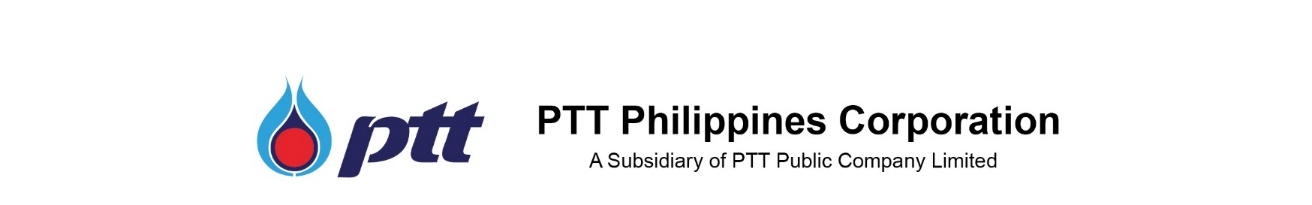 ptt
PTT Philippines Corporation
A Subsidiary of PTT Public Company Limited